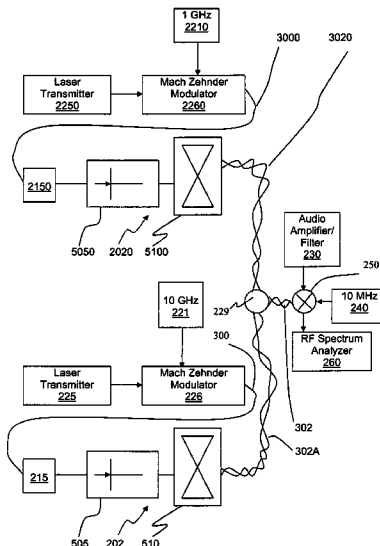 1 GHz
2210
3000
3020
Laser
Transmitter
2250
Mach Zehnder
Modulator
2260
2150
5050
2020
5100
Audio
Amplifier/
Filter
230
250
10 GHz
221
10 MHz
240
229
300
302
RF Spectrum
Analyzer
260
Laser
Transmitter
225
Mach Zehnder
Modulator
226
302A
215
505
202
510